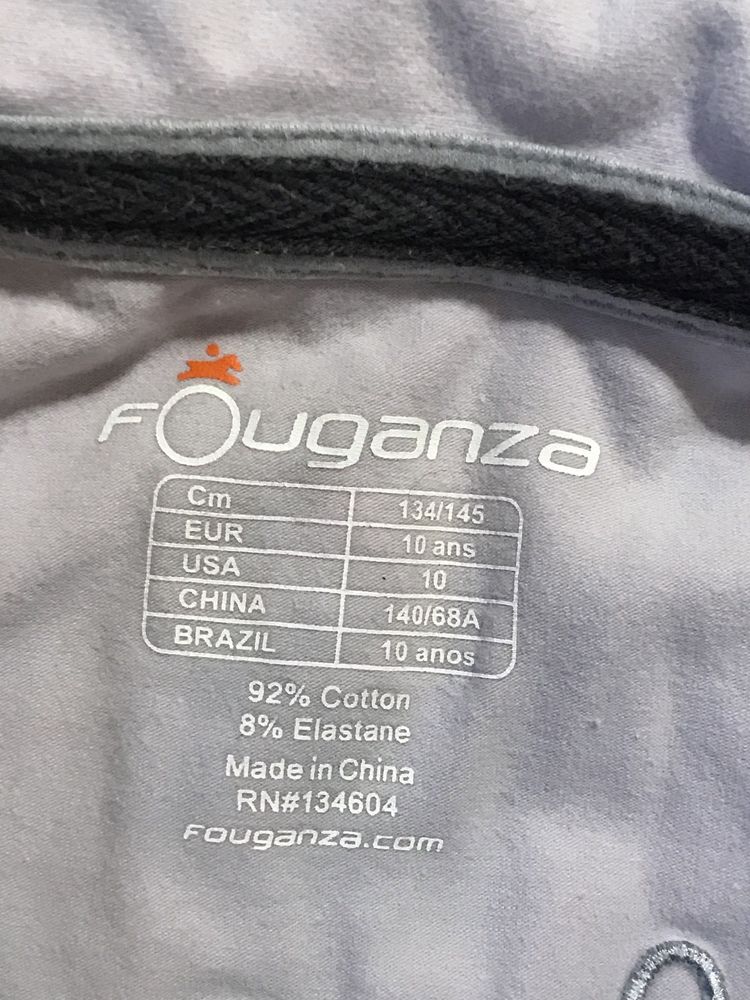 Fouganza
Cm 134/145
EUR 10 ans
USA 10
CHINA 140/68A
BRAZIL 10 anos
92% Cotton
8% Elastane
Made in China
RN#134604
Fouganza.com